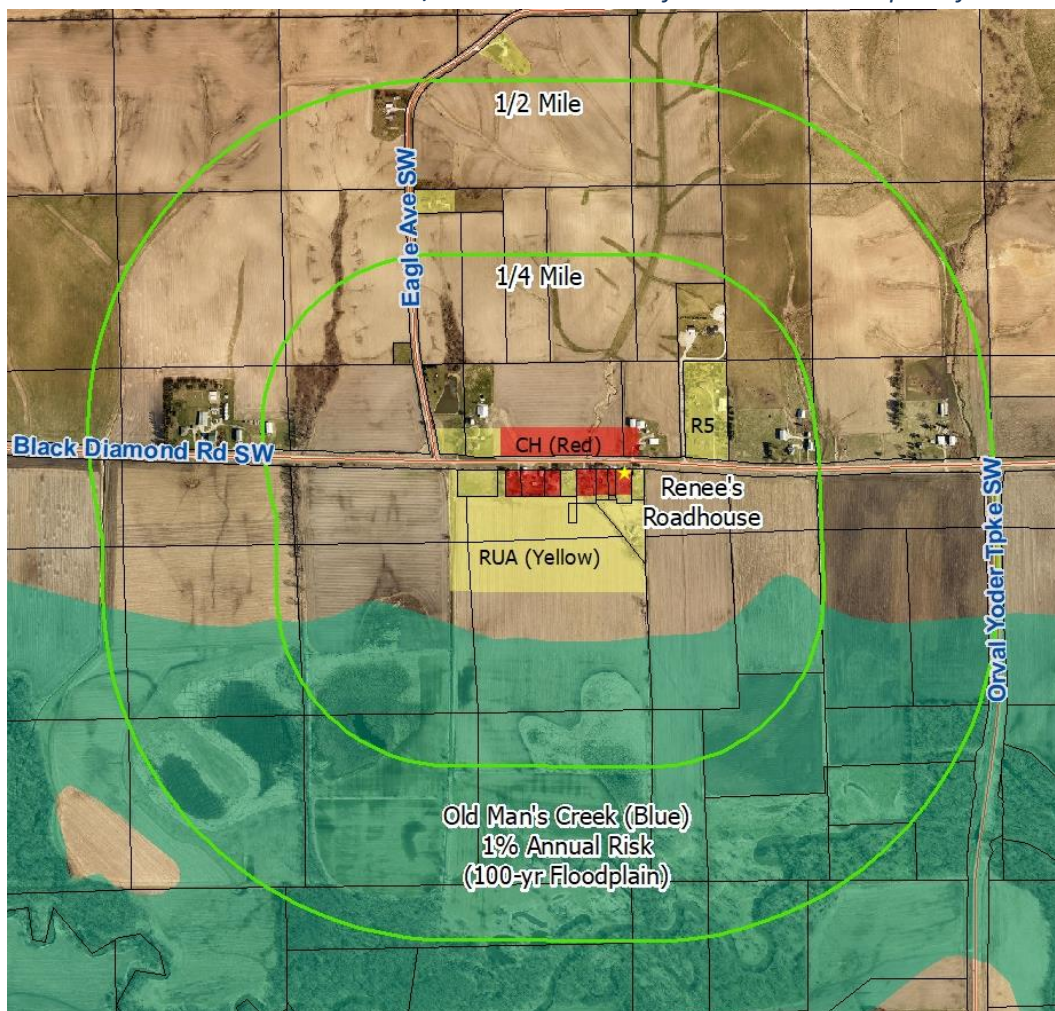 1/2 Mile
Eagle Ave SW
1/4 Mile
CH (Red)
R5
Black Diamond Rd SW
Renee's
Roadhouse
RUA (Yellow)
Orval Yoder Tpke SW
Old Man's Creek (Blue)
1% Annual Risk
(100-yr Floodplain)